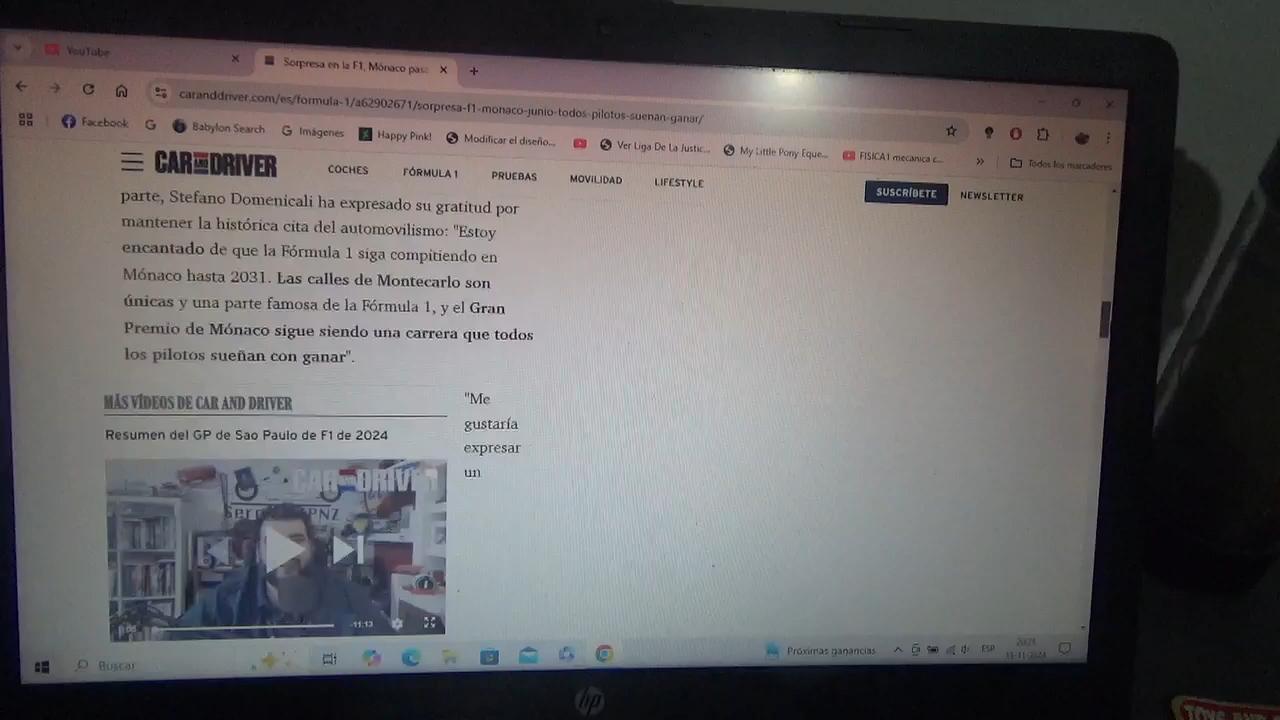 YouTube
Sorpresa en la F1, Mónaco pasa
caranddriver.com/es/formula-1/a62902671/sorpresa-f1-monaco-junio-todos-pilotos-suenan-ganar/
Facebook
Babylon Search
Imágenes
Happy Pink!
Modificar el diseño...
Ver Liga De La Justic...
My Little Pony Eque...
FISICA1 mecanica c...
»
Todos los marcadores
CAR AND DRIVER
COCHES
FÓRMULA 1
PRUEBAS
MOVILIDAD
LIFESTYLE
SUSCRÍBETE
NEWSLETTER
parte, Stefano Domenicali ha expresado su gratitud por
mantener la histórica cita del automovilismo: "Estoy
encantado de que la Fórmula 1 siga compitiendo en
Mónaco hasta 2031. Las calles de Montecarlo son
únicas y una parte famosa de la Fórmula 1, y el Gran
Premio de Mónaco sigue siendo una carrera que todos
los pilotos sueñan con ganar".
MÁS VÍDEOS DE CAR AND DRIVER
Resumen del GP de Sao Paulo de F1 de 2024
CAR AND DRIVER
-11:13
"Me
gustaría
expresar
un
Buscar
Próximas ganancias
ESP
hp